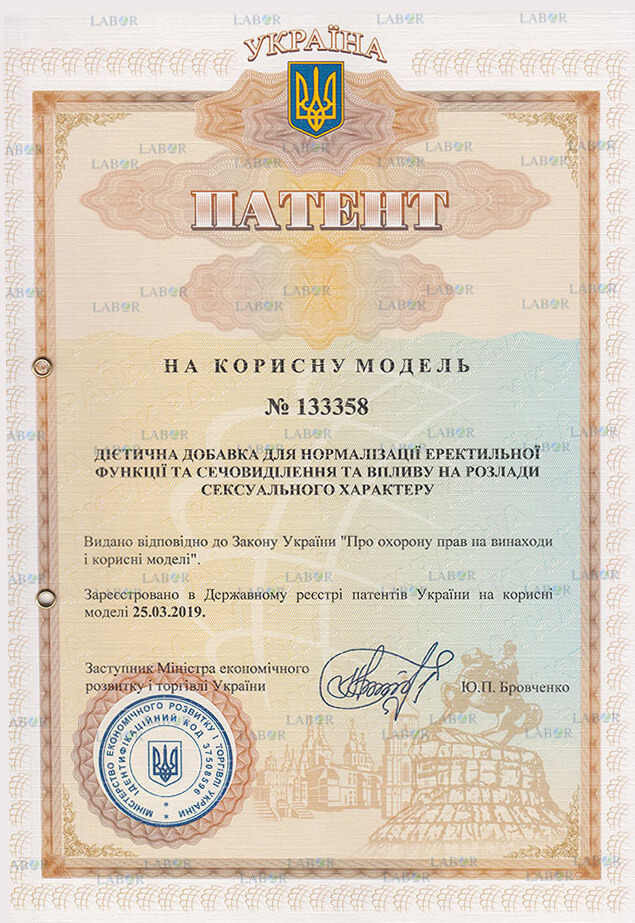 УКРАЇНА
ПАТЕНТ
НА КОРИСНУ МОДЕЛЬ
№ 133358
ДІЄТИЧНА ДОБАВКА ДЛЯ НОРМАЛІЗАЦІЇ ЕРЕКТИЛЬНОЇ
ФУНКЦІЇ ТА СЕЧОВИДІЛЕННЯ ТА ВПЛИВУ НА РОЗЛАДИ
СЕКСУАЛЬНОГО ХАРАКТЕРУ
Видано відповідно до Закону України "Про охорону прав на винаходи
і корисні моделі".
Зареєстровано в Державному реєстрі патентів України на корисні
моделі 25.03.2019.
Заступник Міністра економічного
розвитку і торгівлі України
Ю.П. Бровченко
МІНІСТЕРСТВО ЕКОНОМІЧНОГО РОЗВИТКУ І ТОРГІВЛІ УКРАЇНИ
ІДЕНТИФІКАЦІЙНИЙ КОД 37508596
LABOR